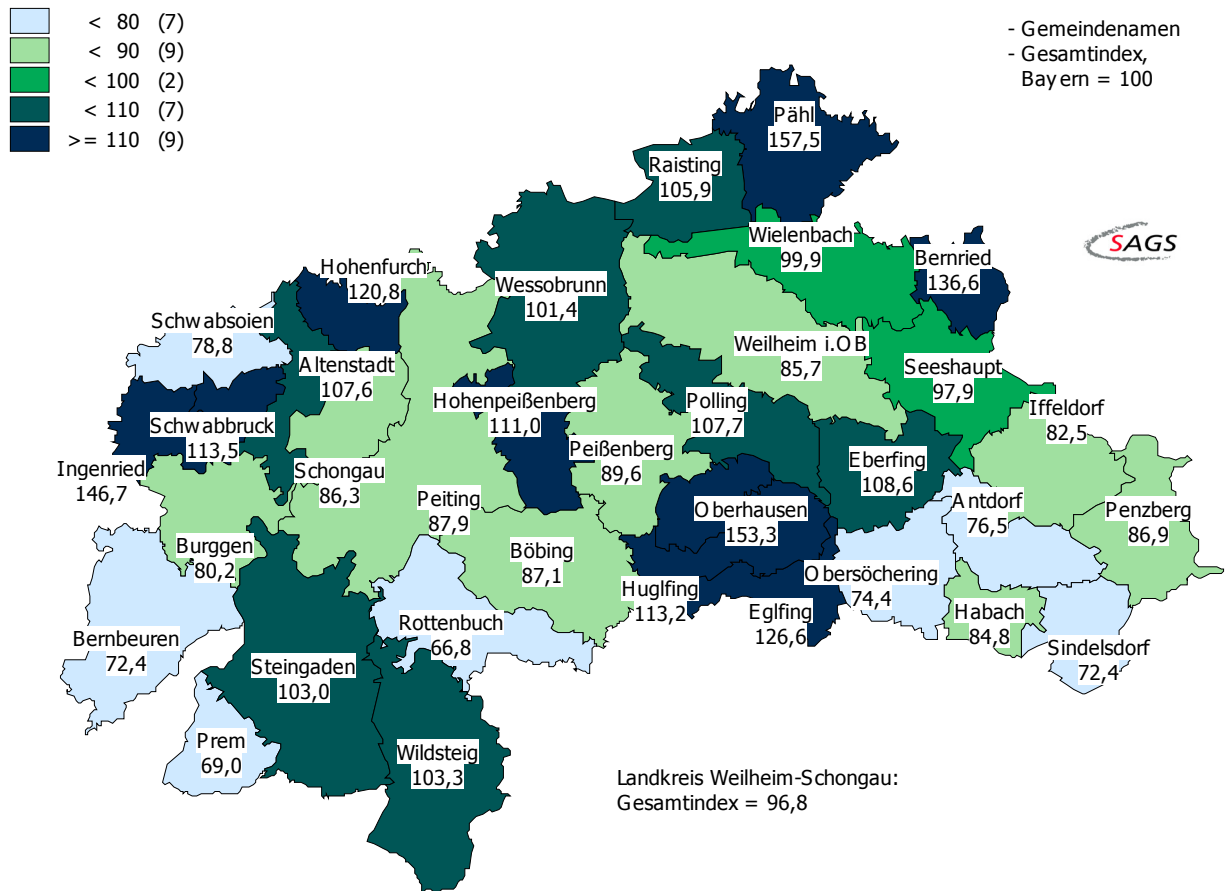 < 80 (7)
< 90 (9)
< 100 (2)
< 110 (7)
>= 110 (9)
- Gemeindenamen
- Gesamtindex,
Bayern = 100
SAGS
Pähl
157,5
Raisting
105,9
Wielenbach
99,9
Bernried
136,6
Hohenfurch
120,8
Wessobrunn
101,4
Schwabsoien
78,8
Altenstadt
107,6
Weilheim i.OB
85,7
Seeshaupt
97,9
Iffeldorf
82,5
Hohenpeißenberg
111,0
Polling
107,7
Schwabbruck
113,5
Peißenberg
89,6
Eberfing
108,6
Ingenried
146,7
Schongau
86,3
Peiting
87,9
Oberhausen
153,3
Antdorf
76,5
Penzberg
86,9
Burggen
80,2
Böbing
87,1
Huglfing
113,2
Obersöchering
74,4
Eglfing
126,6
Habach
84,8
Bernbeuren
72,4
Rottenbuch
66,8
Sindelsdorf
72,4
Steingaden
103,0
Prem
69,0
Wildsteig
103,3
Landkreis Weilheim-Schongau:
Gesamtindex = 96,8